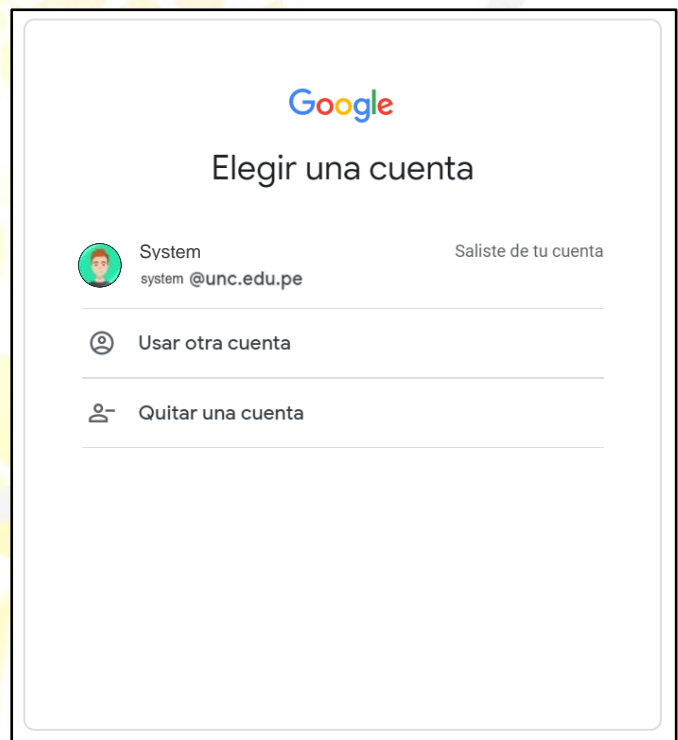 Google
Elegir una cuenta
System Saliste de tu cuenta
system @unc.edu.pe
Usar otra cuenta
Quitar una cuenta